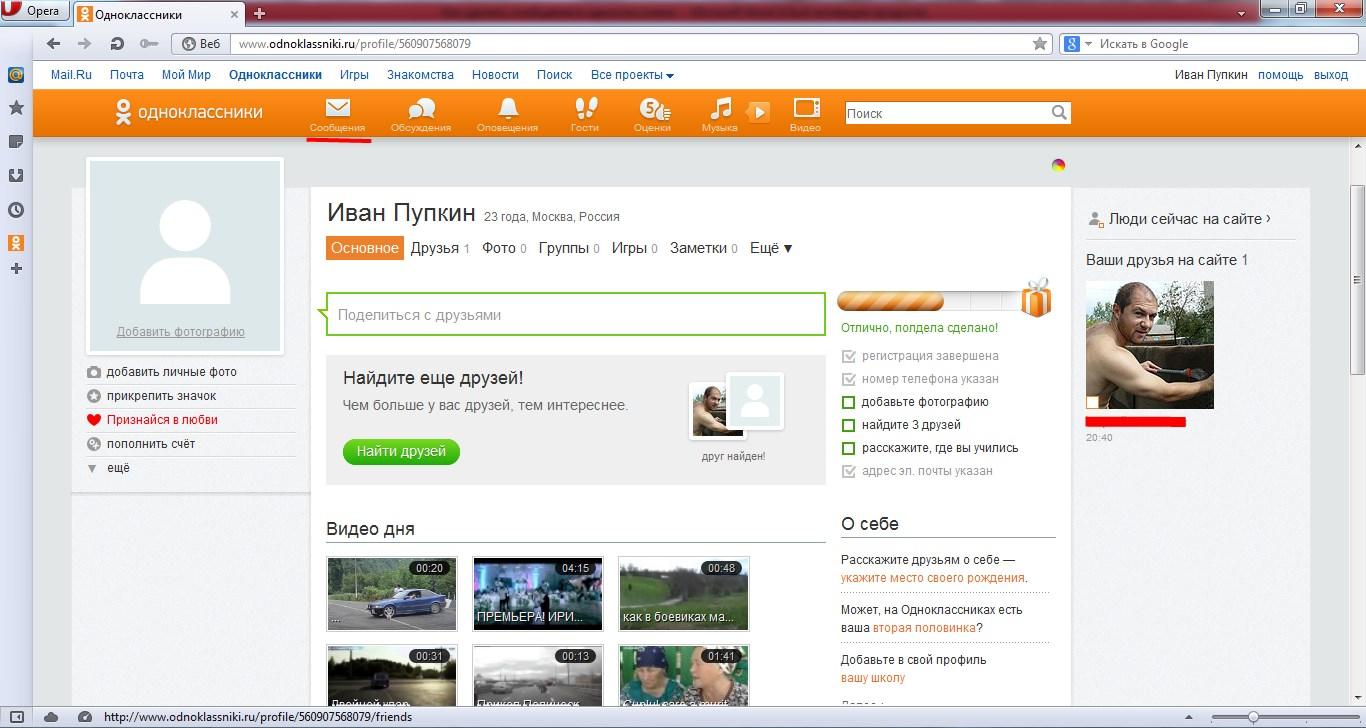 Opera
Одноклассники
Веб
www.odnoklassniki.ru/profile/560907568079
Искать в Google
Mail.Ru Почта Мой Мир Одноклассники Игры Знакомства Новости Поиск Все проекты
Иван Пупкин помощь выход
одноклассники
Сообщения Обсуждения Оповещения Гости Оценки Музыка Видео
5
Поиск
Добавить фотографию
добавить личные фото
прикрепить значок
Признайся в любви
пополнить счёт
ещё
Иван Пупкин 23 года, Москва, Россия
Основное Друзья 1 Фото 0 Группы 0 Игры 0 Заметки 0 Ещё
Поделиться с друзьями
Найдите еще друзей!
Чем больше у вас друзей, тем интереснее.
Найти друзей
друг найден!
Видео дня
00:20
...
04:15
ПРЕМЬЕРА! ИРИ...
00:48
как в боевиках ма...
00:31
00:13
01:41
Отлично, полдела сделано!
регистрация завершена
номер телефона указан
добавьте фотографию
найдите 3 друзей
расскажите, где вы учились
адрес эл. почты указан
О себе
Расскажите друзьям о себе —
укажите место своего рождения.
Может, на Одноклассниках есть
ваша вторая половинка?
Добавьте в свой профиль
вашу школу
Люди сейчас на сайте ›
Ваши друзья на сайте 1
20:40
http://www.odnoklassniki.ru/profile/560907568079/friends